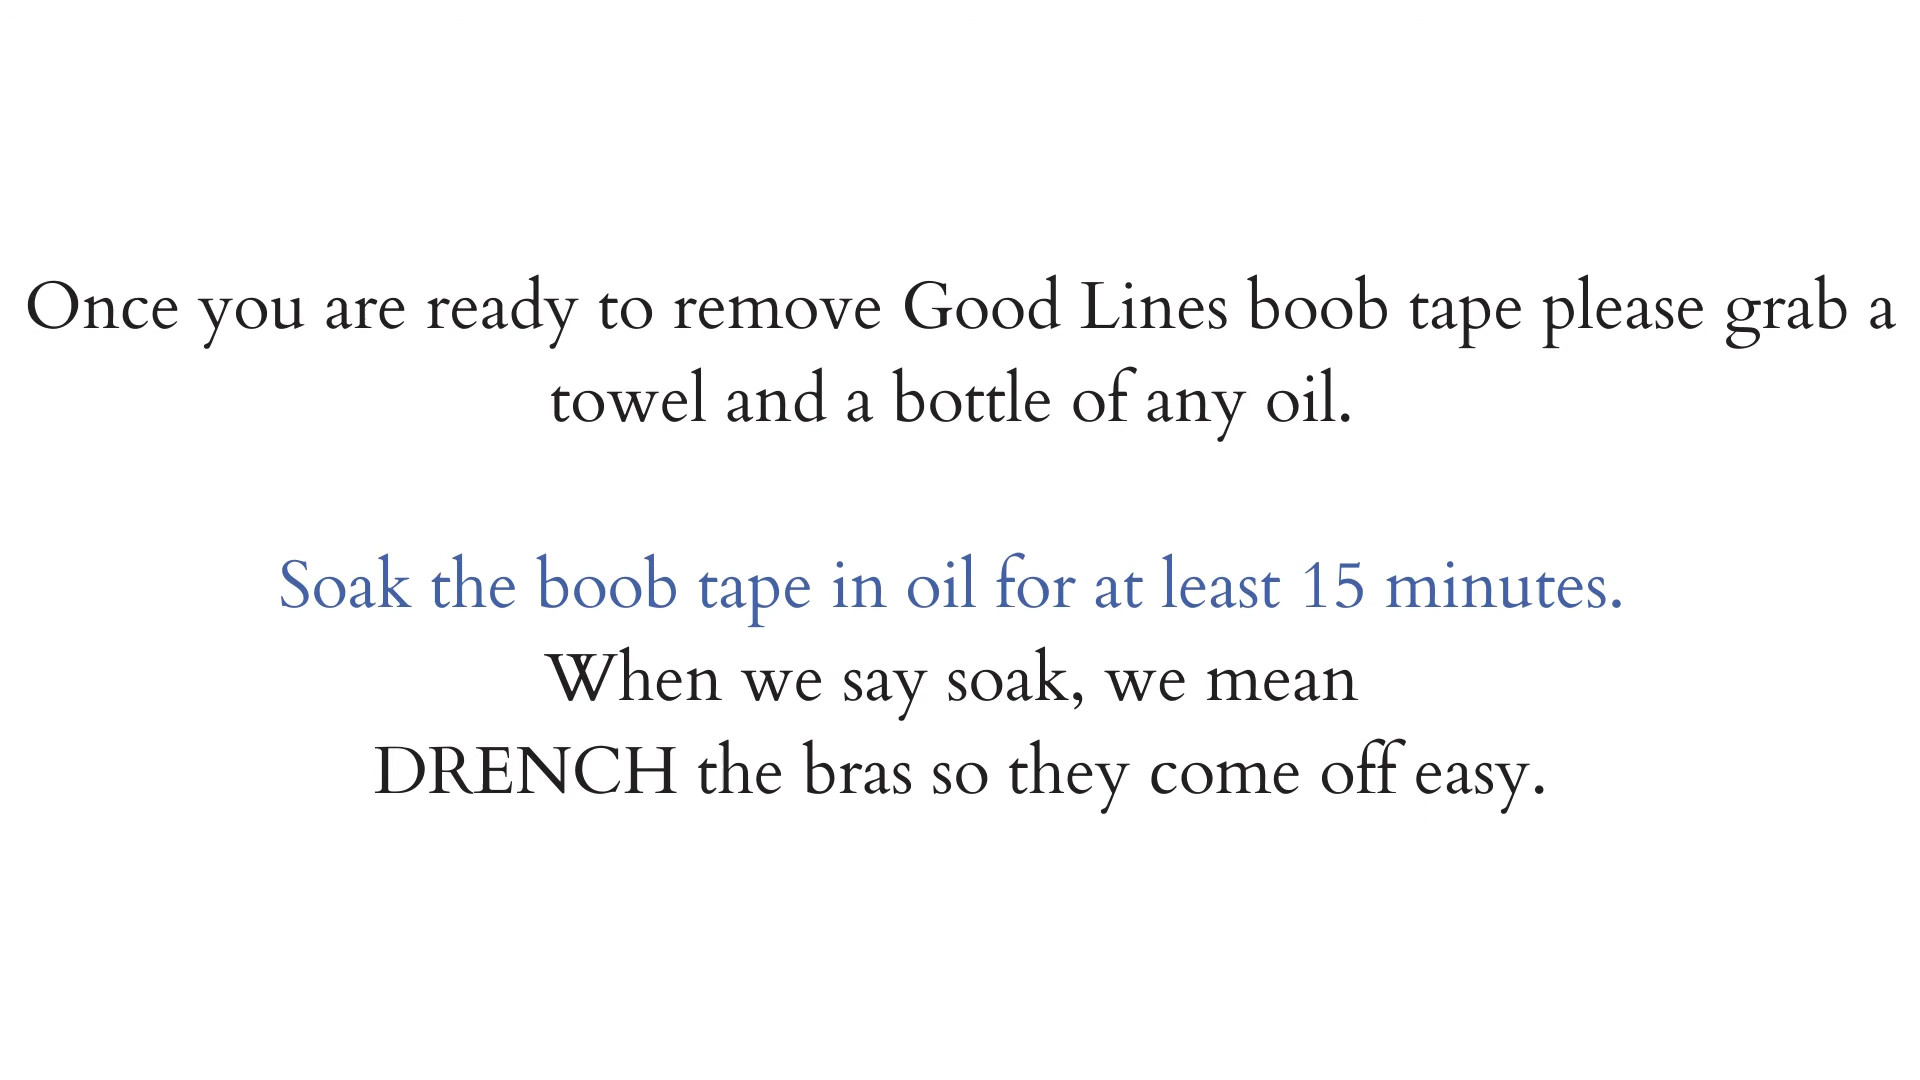 Once you are ready to remove Good Lines boob tape please grab a
towel and a bottle of any oil.
Soak the boob tape in oil for at least 15 minutes.
When we say soak, we mean
DRENCH the bras so they come off easy.